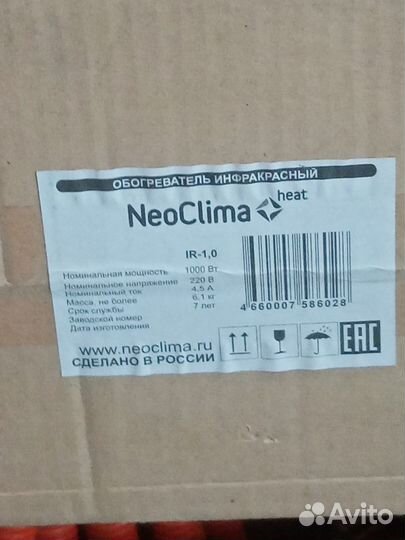 ОБОГРЕВАТЕЛЬ ИНФРАКРАСНЫЙ
NeoClima heat
IR-1,0
Номинальная мощность 1000 Вт
Номинальное напряжение 220 В
Номинальный ток 4.5 А
Масса, не более 6,1 кг
Срок службы 7 лет
Заводской номер
Дата изготовления
4 660007 586028
www.neoclima.ru
СДЕЛАНО В РОССИИ
EAC
Avito